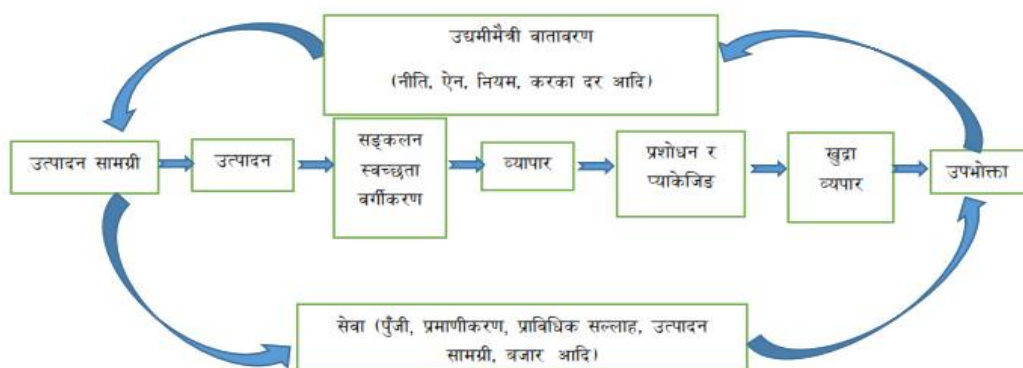 उद्यमीमैत्री वातावरण
(नीति, ऐन, नियम, करका दर आदि)
उत्पादन सामग्री
उत्पादन
सङ्कलन
स्वच्छता
वर्गीकरण
व्यापार
प्रशोधन र
प्याकेजिङ
खुद्रा
व्यपार
उपभोक्ता
सेवा (पुँजी, प्रमाणीकरण, प्राविधिक सल्लाह, उत्पादन
सामग्री, बजार आदि)